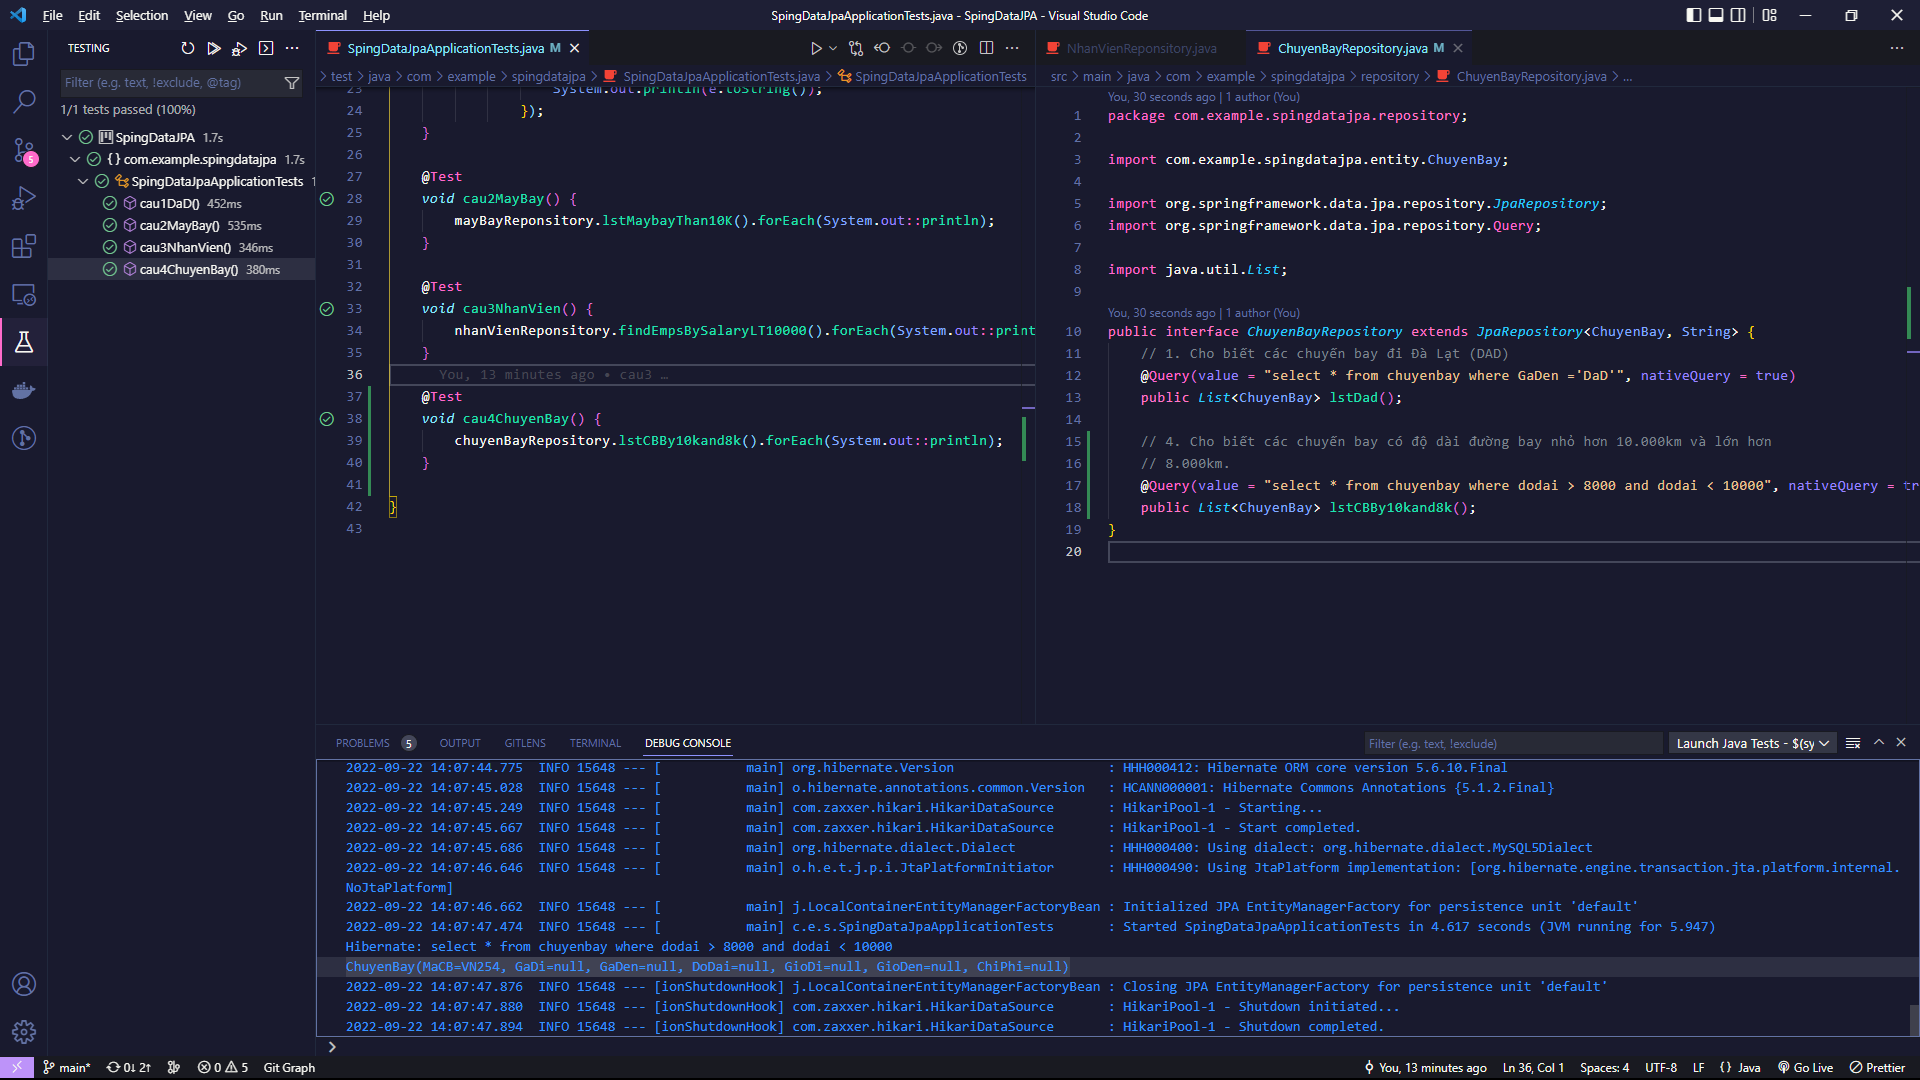 File Edit Selection View Go Run Terminal Help
SpingDataJpaApplicationTests.java - SpingDataJPA - Visual Studio Code
TESTING
Filter (e.g. text, !exclude, @tag)
1/1 tests passed (100%)
SpingDataJPA 1.7s
{} com.example.spingdatajpa 1.7s
SpingDataJpaApplicationTests 1
cau1DaD() 452ms
cau2MayBay() 535ms
cau3NhanVien() 346ms
cau4ChuyenBay() 380ms
5
SpingDataJpaApplicationTests.java M
> test > java > com > example > spingdatajpa > SpingDataJpaApplicationTests.java > SpingDataJpaApplicationTests
23 System.out.println(e.toString());
24 });
25 }
26
27 @Test
28 void cau2MayBay() {
29 mayBayReponsitory.lstMaybayThan10K().forEach(System.out::println);
30 }
31
32 @Test
33 void cau3NhanVien() {
34 nhanVienReponsitory.findEmpsBySalaryLT10000().forEach(System.out::print
35 }
36 You, 13 minutes ago • cau3 …
37 @Test
38 void cau4ChuyenBay() {
39 chuyenBayRepository.lstCBBy10kand8k().forEach(System.out::println);
40 }
41
42 }
43
NhanVienReponsitory.java
ChuyenBayRepository.java M
src > main > java > com > example > spingdatajpa > repository > ChuyenBayRepository.java > ...
You, 30 seconds ago | 1 author (You)
1 package com.example.spingdatajpa.repository;
2
3 import com.example.spingdatajpa.entity.ChuyenBay;
4
5 import org.springframework.data.jpa.repository.JpaRepository;
6 import org.springframework.data.jpa.repository.Query;
7
8 import java.util.List;
9
You, 30 seconds ago | 1 author (You)
10 public interface ChuyenBayRepository extends JpaRepository<ChuyenBay, String> {
11 // 1. Cho biết các chuyến bay đi Đà Lạt (DAD)
12 @Query(value = "select * from chuyenbay where GaDen ='DaD'", nativeQuery = true)
13 public List<ChuyenBay> lstDad();
14
15 // 4. Cho biết các chuyến bay có độ dài đường bay nhỏ hơn 10.000km và lớn hơn
16 // 8.000km.
17 @Query(value = "select * from chuyenbay where dodai > 8000 and dodai < 10000", nativeQuery = tr
18 public List<ChuyenBay> lstCBBy10kand8k();
19 }
20
PROBLEMS 5 OUTPUT GITLENS TERMINAL DEBUG CONSOLE
Filter (e.g. text, !exclude)
Launch Java Tests - $(sy
2022-09-22 14:07:44.775 INFO 15648 --- [ main] org.hibernate.Version : HHH000412: Hibernate ORM core version 5.6.10.Final
2022-09-22 14:07:45.028 INFO 15648 --- [ main] o.hibernate.annotations.common.Version : HCANN000001: Hibernate Commons Annotations {5.1.2.Final}
2022-09-22 14:07:45.249 INFO 15648 --- [ main] com.zaxxer.hikari.HikariDataSource : HikariPool-1 - Starting...
2022-09-22 14:07:45.667 INFO 15648 --- [ main] com.zaxxer.hikari.HikariDataSource : HikariPool-1 - Start completed.
2022-09-22 14:07:45.686 INFO 15648 --- [ main] org.hibernate.dialect.Dialect : HHH000400: Using dialect: org.hibernate.dialect.MySQL5Dialect
2022-09-22 14:07:46.646 INFO 15648 --- [ main] o.h.e.t.j.p.i.JtaPlatformInitiator : HHH000490: Using JtaPlatform implementation: [org.hibernate.engine.transaction.jta.platform.internal.
NoJtaPlatform]
2022-09-22 14:07:46.662 INFO 15648 --- [ main] j.LocalContainerEntityManagerFactoryBean : Initialized JPA EntityManagerFactory for persistence unit 'default'
2022-09-22 14:07:47.474 INFO 15648 --- [ main] c.e.s.SpingDataJpaApplicationTests : Started SpingDataJpaApplicationTests in 4.617 seconds (JVM running for 5.947)
Hibernate: select * from chuyenbay where dodai > 8000 and dodai < 10000
ChuyenBay(MaCB=VN254, GaDi=null, GaDen=null, DoDai=null, GioDi=null, GioDen=null, ChiPhi=null)
2022-09-22 14:07:47.876 INFO 15648 --- [ionShutdownHook] j.LocalContainerEntityManagerFactoryBean : Closing JPA EntityManagerFactory for persistence unit 'default'
2022-09-22 14:07:47.880 INFO 15648 --- [ionShutdownHook] com.zaxxer.hikari.HikariDataSource : HikariPool-1 - Shutdown initiated...
2022-09-22 14:07:47.894 INFO 15648 --- [ionShutdownHook] com.zaxxer.hikari.HikariDataSource : HikariPool-1 - Shutdown completed.
>
main* 0↓ 2↑ 0 5 Git Graph
You, 13 minutes ago Ln 36, Col 1 Spaces: 4 UTF-8 LF {} Java Go Live Prettier